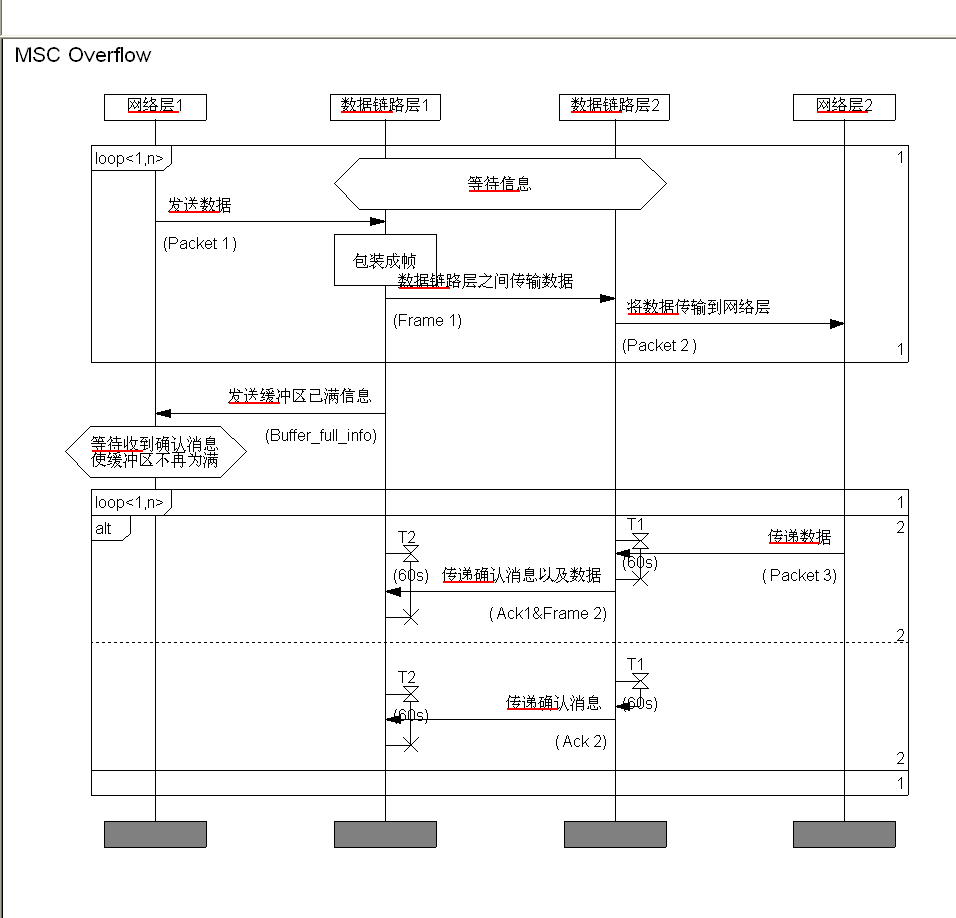 MSC Overflow
网络层1
数据链路层1
数据链路层2
网络层2
loop<1,n>
1
等待信息
发送数据
(Packet 1)
包装成帧
数据链路层之间传输数据
(Frame 1)
将数据传输到网络层
(Packet 2)
1
发送缓冲区已满信息
(Buffer_full_info)
等待收到确认消息
使缓冲区不再为满
loop<1,n>
1
alt
2
T1
(60s)
传递数据
(Packet 3)
T2
(60s)
传递确认消息以及数据
(Ack1&Frame 2)
2
T1
(60s)
T2
(60s)
传递确认消息
(Ack 2)
2
1